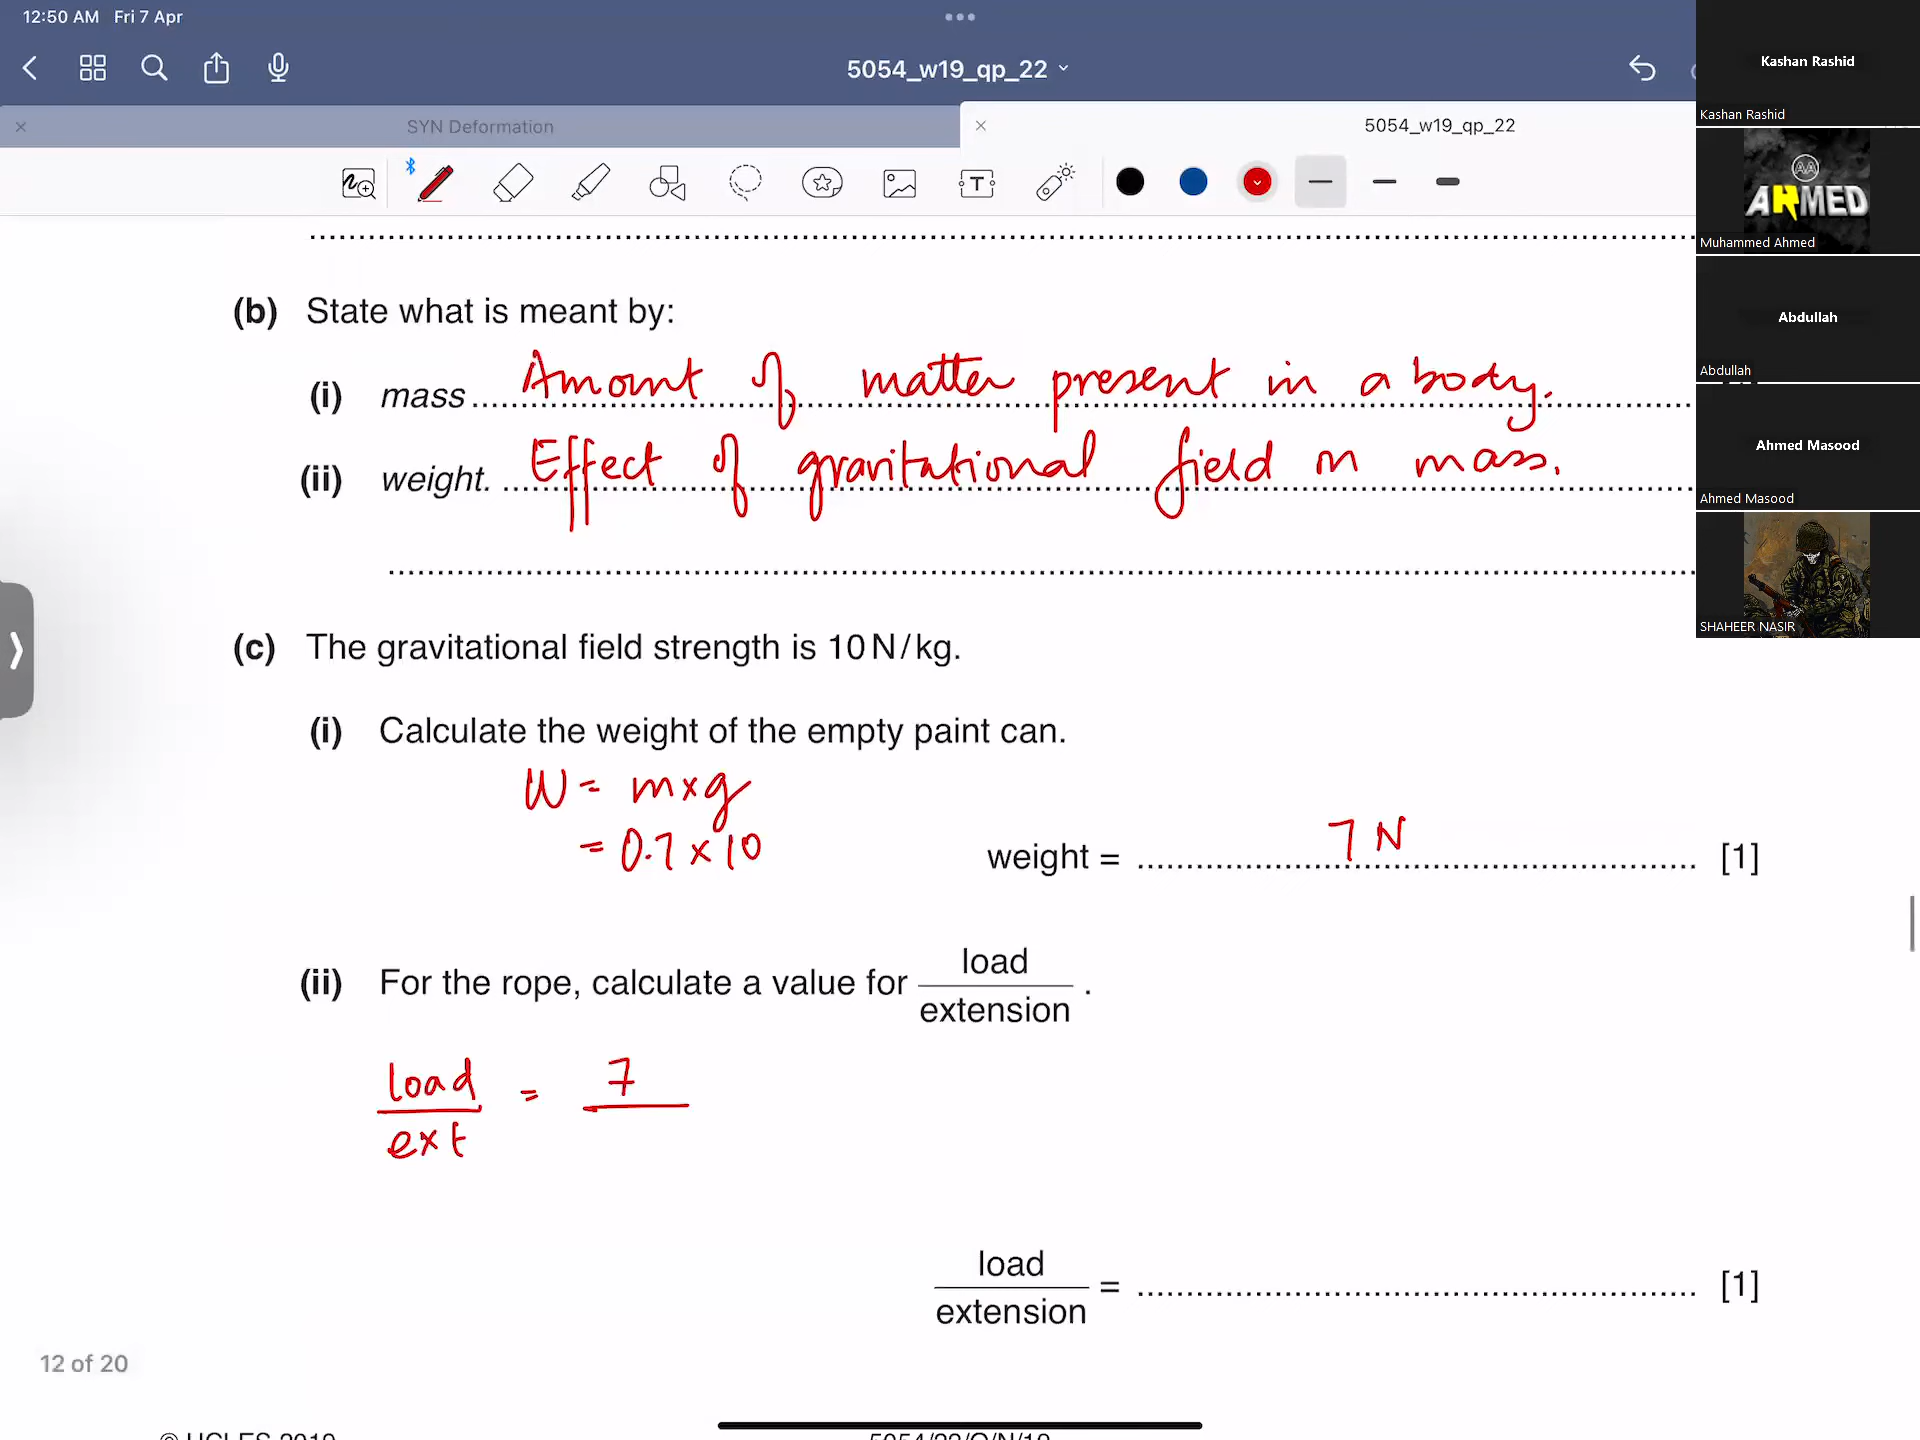 12:50 AM Fri 7 Apr
5054_w19_qp_22
SYN Deformation
5054_w19_qp_22
T
Kashan Rashid
Kashan Rashid
AA
ARMED
Muhammed Ahmed
Abdullah
Abdullah
Ahmed Masood
Ahmed Masood
SHAHEER NASIR
(b) State what is meant by:
(i) mass Amount of matter present in a body.
(ii) weight. Effect of gravitational field on mass.
(c) The gravitational field strength is 10 N/kg.
(i) Calculate the weight of the empty paint can.
W = m×g
= 0.7 × 10
weight = 7 N [1]
(ii) For the rope, calculate a value for load / extension .
load / ext = 7
load / extension = [1]
12 of 20